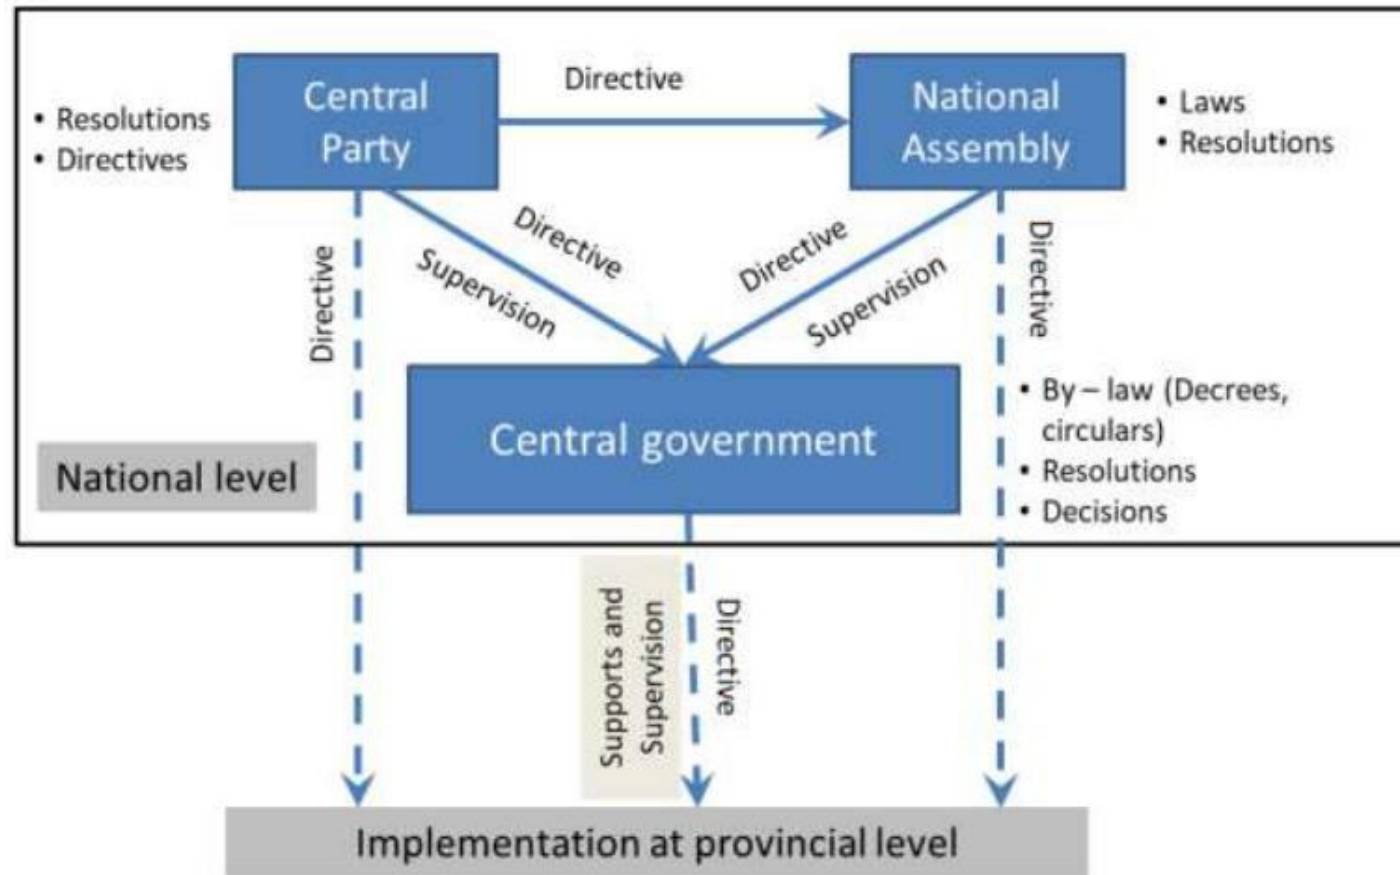 Central
Party
Directive
National
Assembly
• Resolutions
• Directives
• Laws
• Resolutions
Directive
Directive
Supervision
Directive
Supervision
Directive
Central government
• By – law (Decrees,
circulars)
• Resolutions
• Decisions
National level
Supports and
Supervision
Directive
Implementation at provincial level